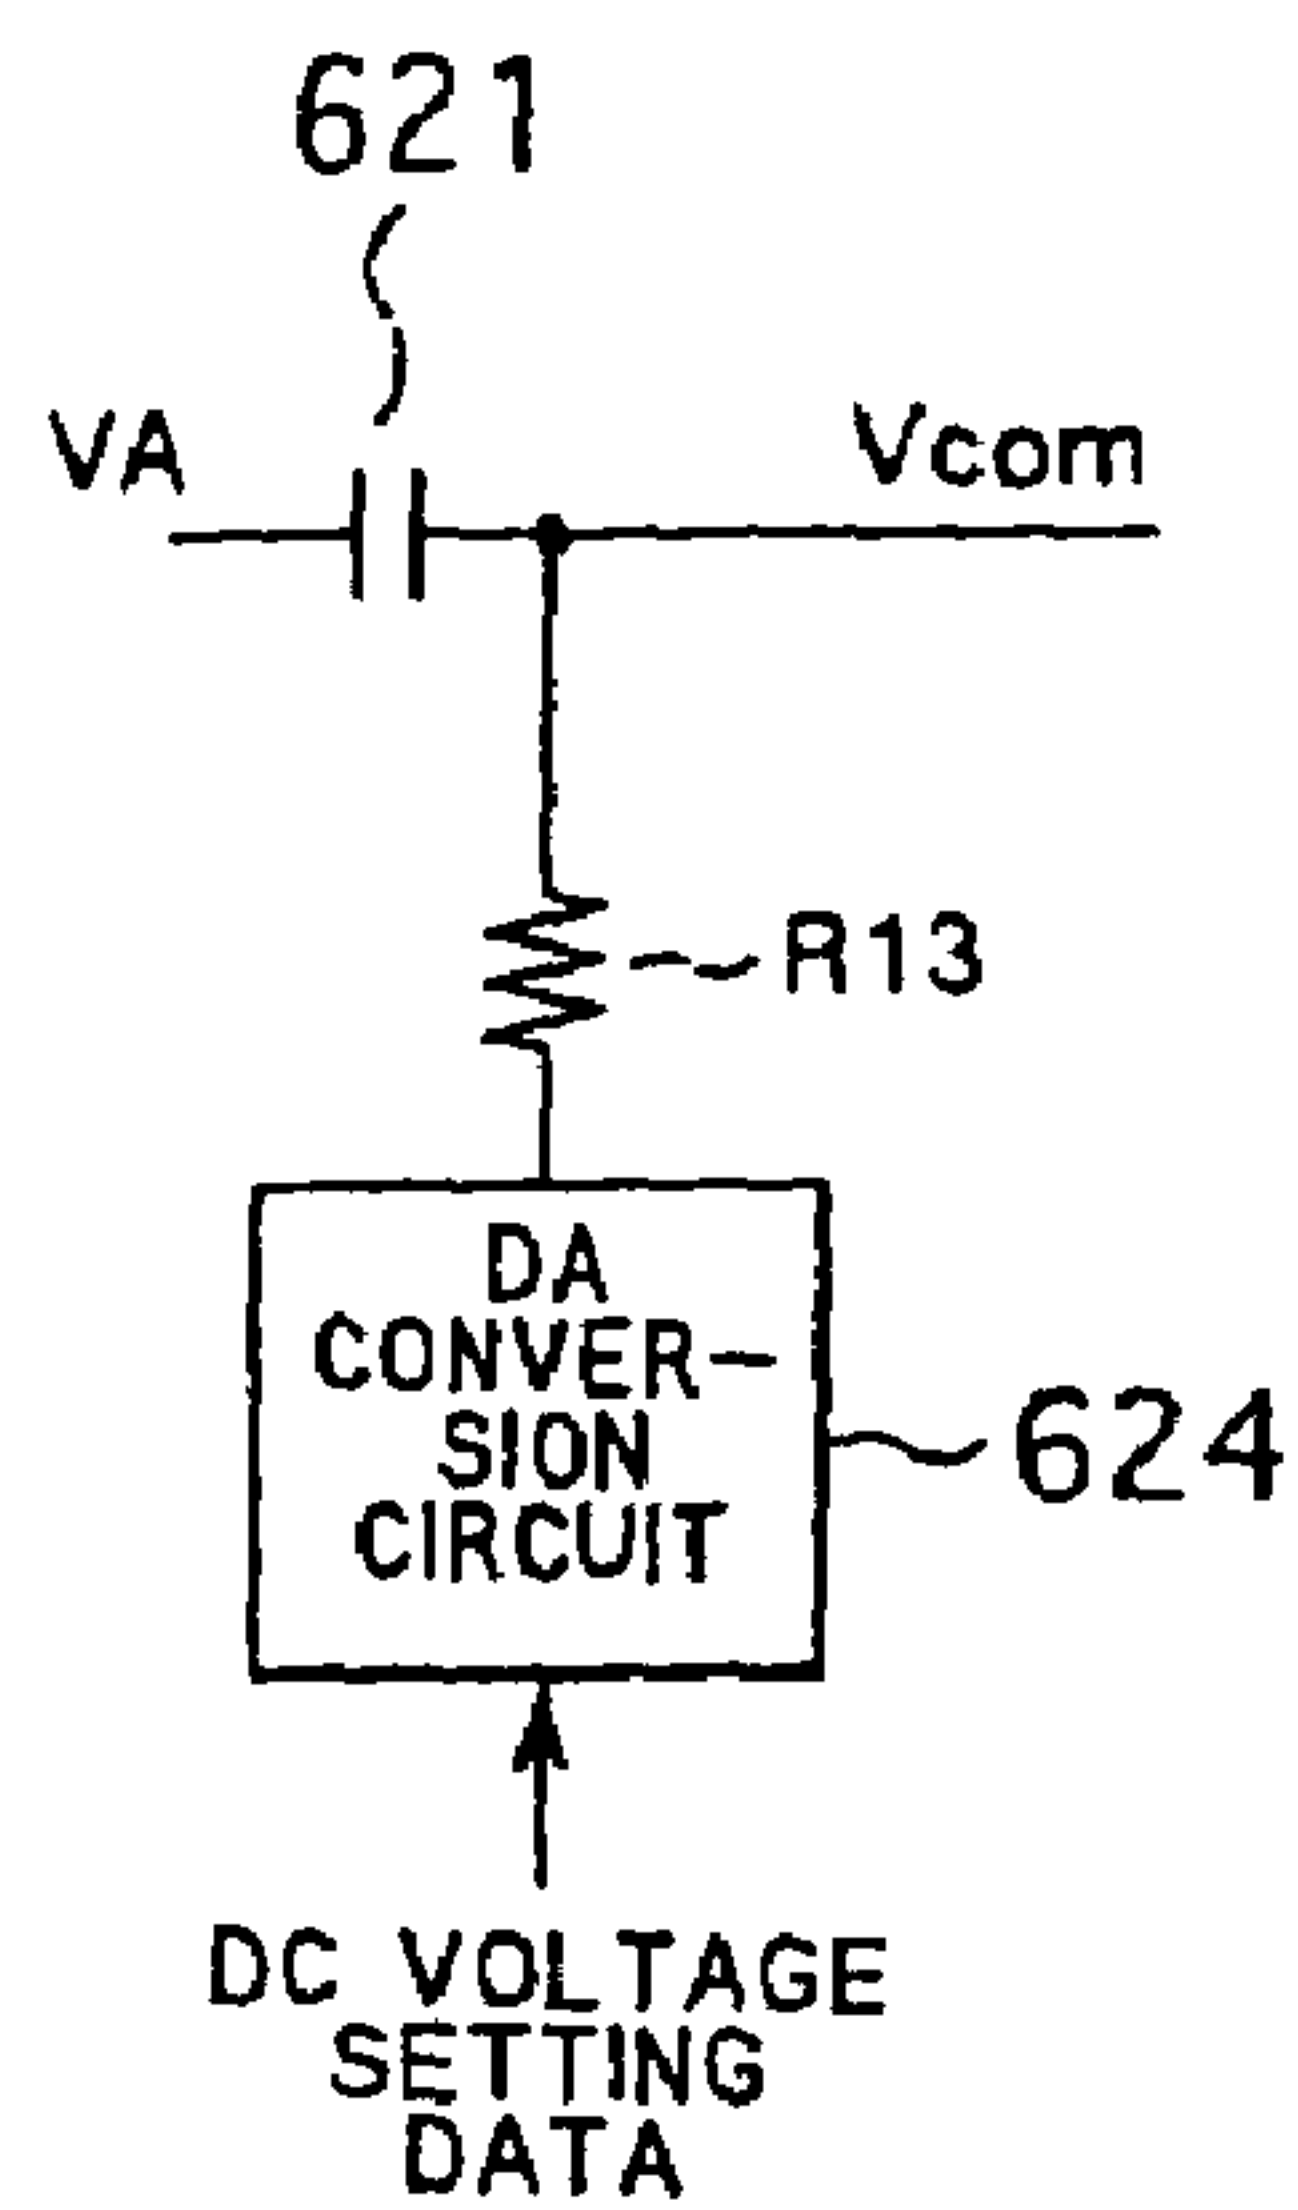 621
VA
Vcom
R13
DA
CONVER-
SION
CIRCUIT
624
DC VOLTAGE
SETTING
DATA